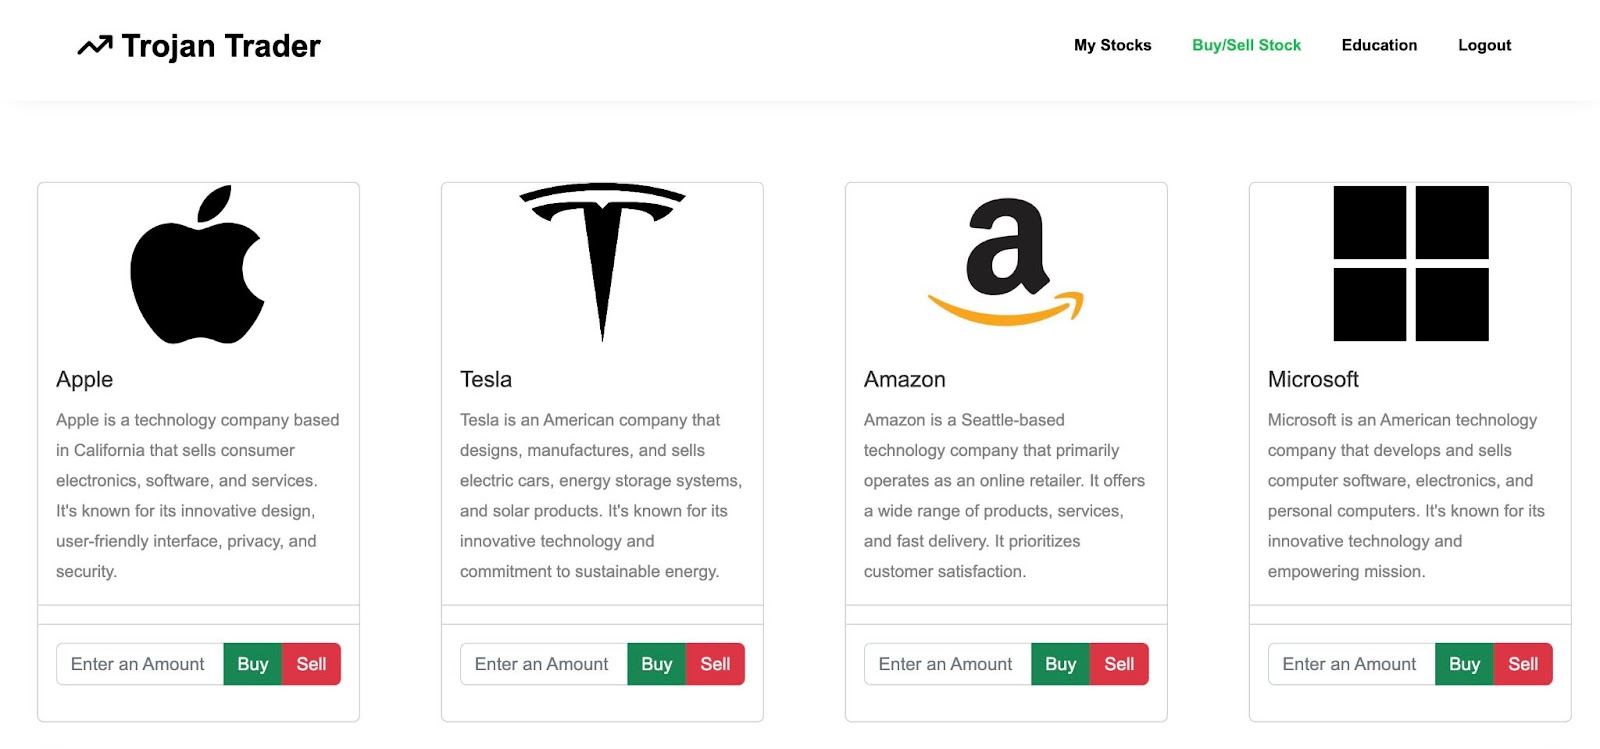 Trojan Trader
My Stocks
Buy/Sell Stock
Education
Logout
Apple
Apple is a technology company based
in California that sells consumer
electronics, software, and services.
It's known for its innovative design,
user-friendly interface, privacy, and
security.
Enter an Amount
Buy
Sell
Tesla
Tesla is an American company that
designs, manufactures, and sells
electric cars, energy storage systems,
and solar products. It's known for its
innovative technology and
commitment to sustainable energy.
Enter an Amount
Buy
Sell
a
Amazon
Amazon is a Seattle-based
technology company that primarily
operates as an online retailer. It offers
a wide range of products, services,
and fast delivery. It prioritizes
customer satisfaction.
Enter an Amount
Buy
Sell
Microsoft
Microsoft is an American technology
company that develops and sells
computer software, electronics, and
personal computers. It's known for its
innovative technology and
empowering mission.
Enter an Amount
Buy
Sell